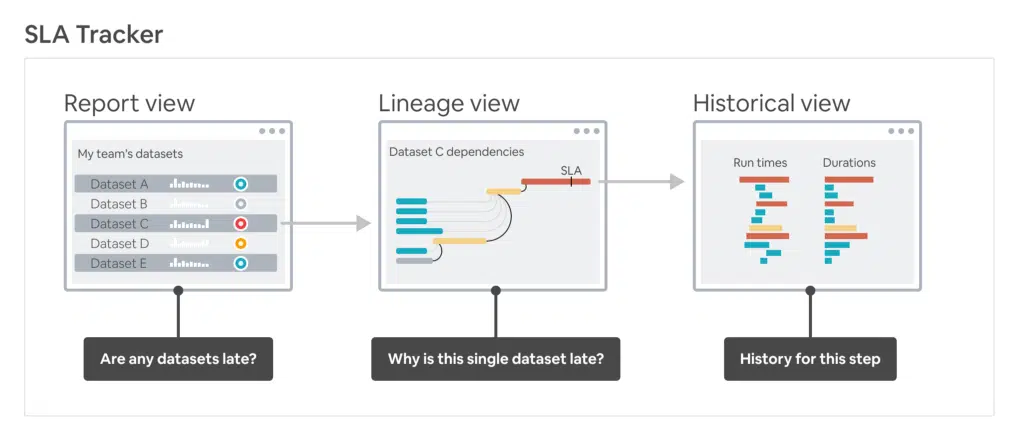 SLA Tracker
Report view
My team's datasets
Dataset A
Dataset B
Dataset C
Dataset D
Dataset E
Are any datasets late?
Lineage view
Dataset C dependencies
SLA
Why is this single dataset late?
Historical view
Run times
Durations
History for this step